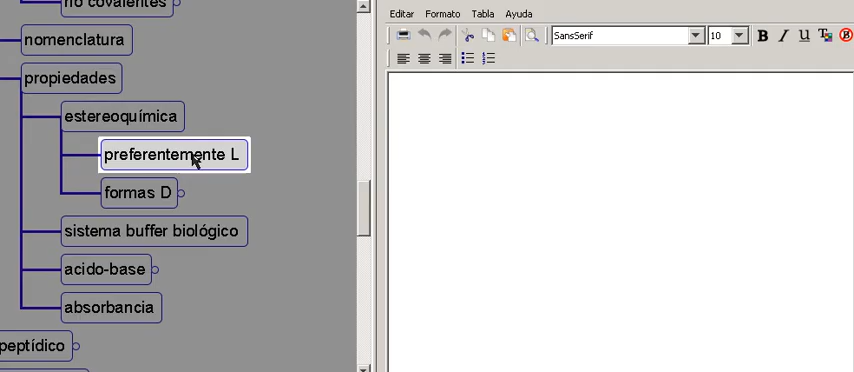 no covalentes
nomenclatura
propiedades
estereoquímica
preferentemente L
formas D
sistema buffer biológico
acido-base
absorbancia
peptídico
Editar Formato Tabla Ayuda
SansSerif 10 B I U